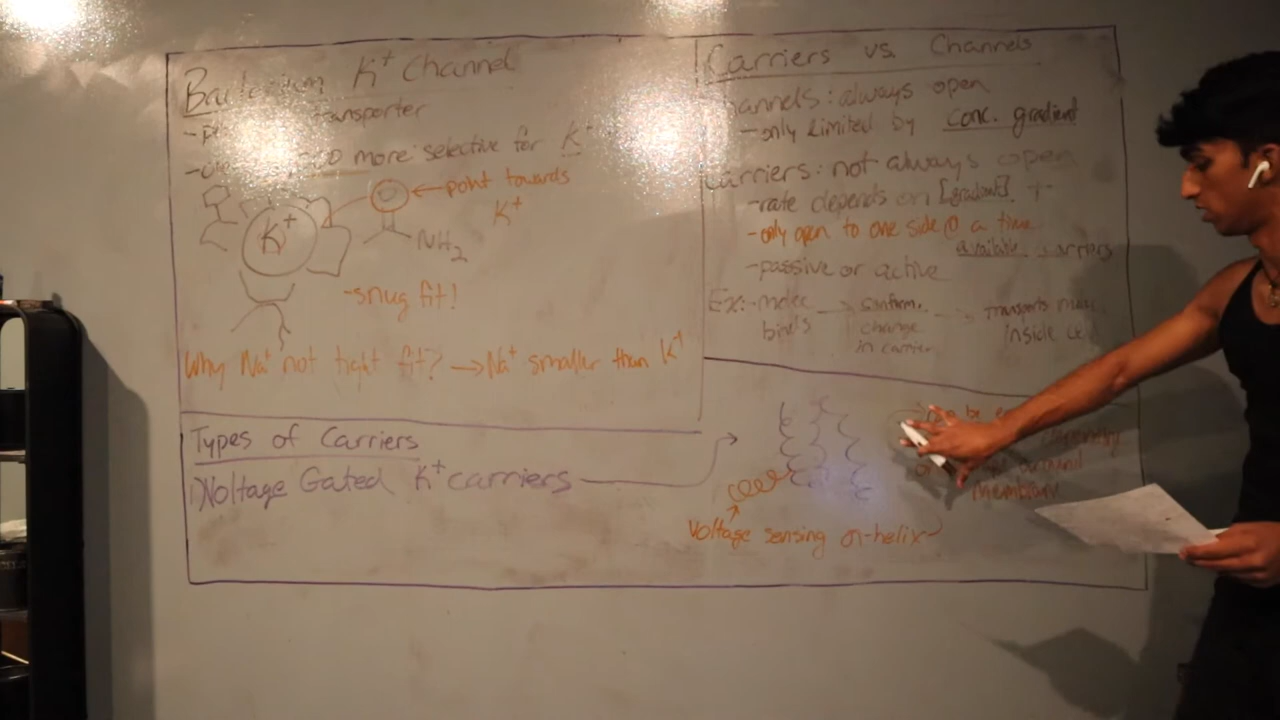 Bacterium K⁺ Channel
transporter
more selective for K⁺
K⁺
← point towards K⁺
NH₂
-snug fit!
Why Na⁺ not tight fit? → Na⁺ smaller than K⁺
Carriers vs. Channels
Channels: always open
-only limited by conc. gradient
Carriers: not always open
-rate depends on [gradient] +
available carriers
-only open to one side @ a time
-passive or active
Ex: -molec binds → conform. change in carrier → transports molec inside cell
Types of Carriers
1) Voltage Gated K⁺ carriers
be
membrane
Voltage sensing α-helix